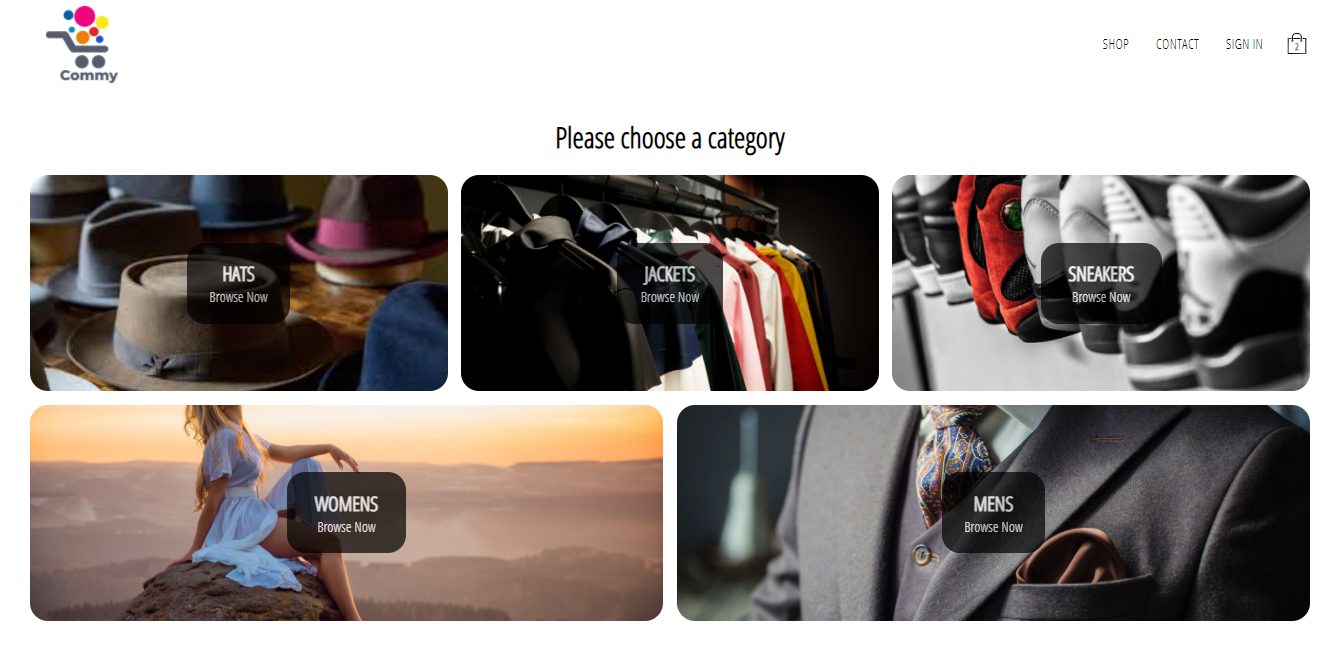 Commy
SHOP CONTACT SIGN IN 2
Please choose a category
HATS
Browse Now
JACKETS
Browse Now
SNEAKERS
Browse Now
WOMENS
Browse Now
MENS
Browse Now